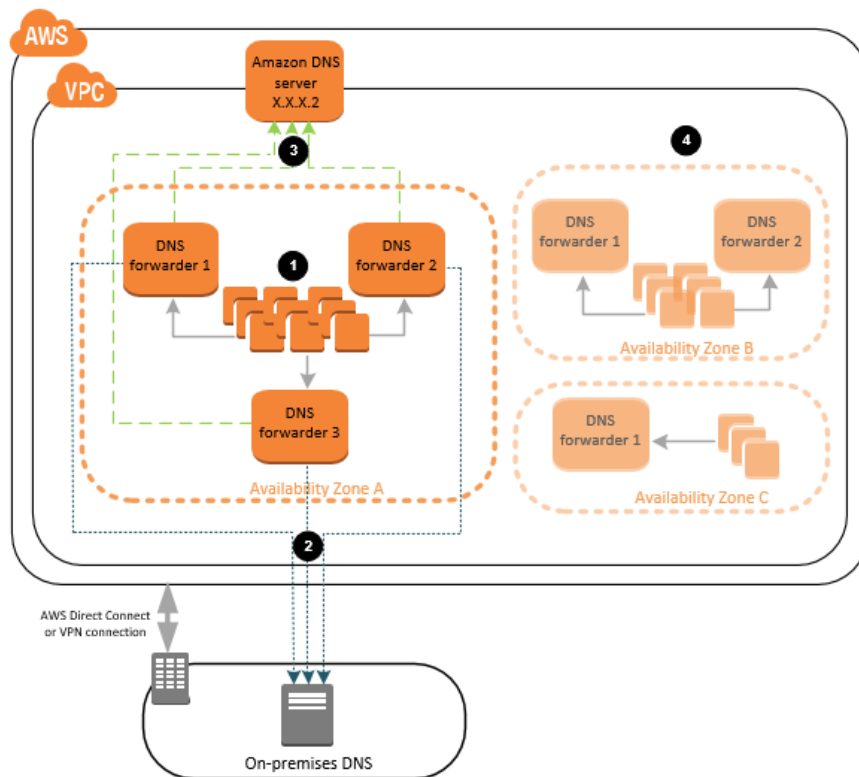 AWS
VPC
Amazon DNS
server
X.X.X.2
3
4
DNS
forwarder 1
1
DNS
forwarder 2
DNS
forwarder 3
Availability Zone A
DNS
forwarder 1
DNS
forwarder 2
Availability Zone B
DNS
forwarder 1
Availability Zone C
2
AWS Direct Connect
or VPN connection
On-premises DNS